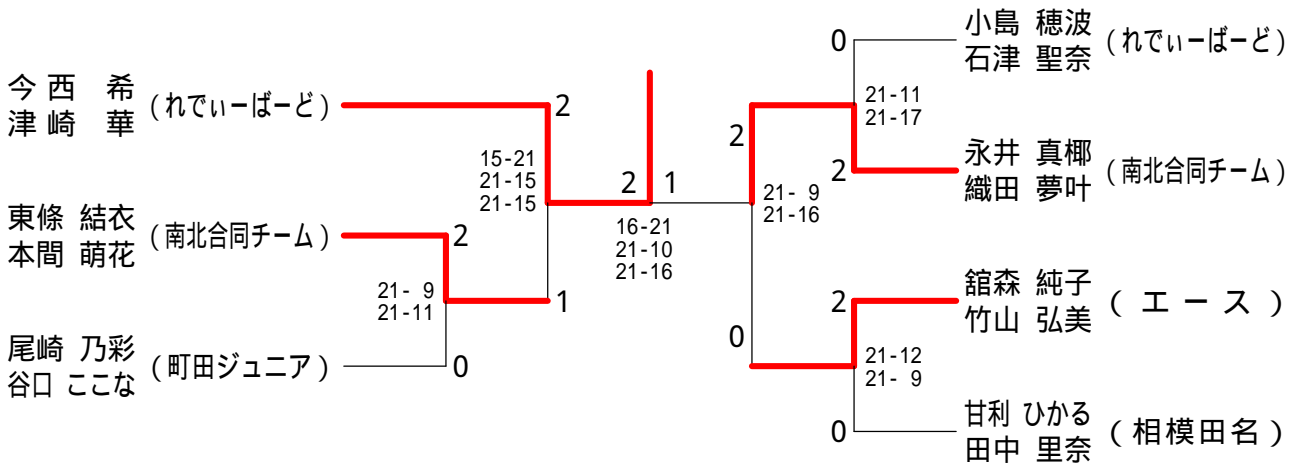 今西 希
津崎 華
(れでぃーばーど)
東條 結衣
本間 萌花
(南北合同チーム)
尾崎 乃彩
谷口 ここな
(町田ジュニア)
2
15-21
21-15
21-15
2
21- 9
21-11
1
0
2
1
16-21
21-10
21-16
2
21- 9
21-16
0
0
21-11
21-17
2
2
21-12
21- 9
0
小島 穂波
石津 聖奈
(れでぃーばーど)
永井 真椰
織田 夢叶
(南北合同チーム)
舘森 純子
竹山 弘美
(エース)
甘利 ひかる
田中 里奈
(相模田名)